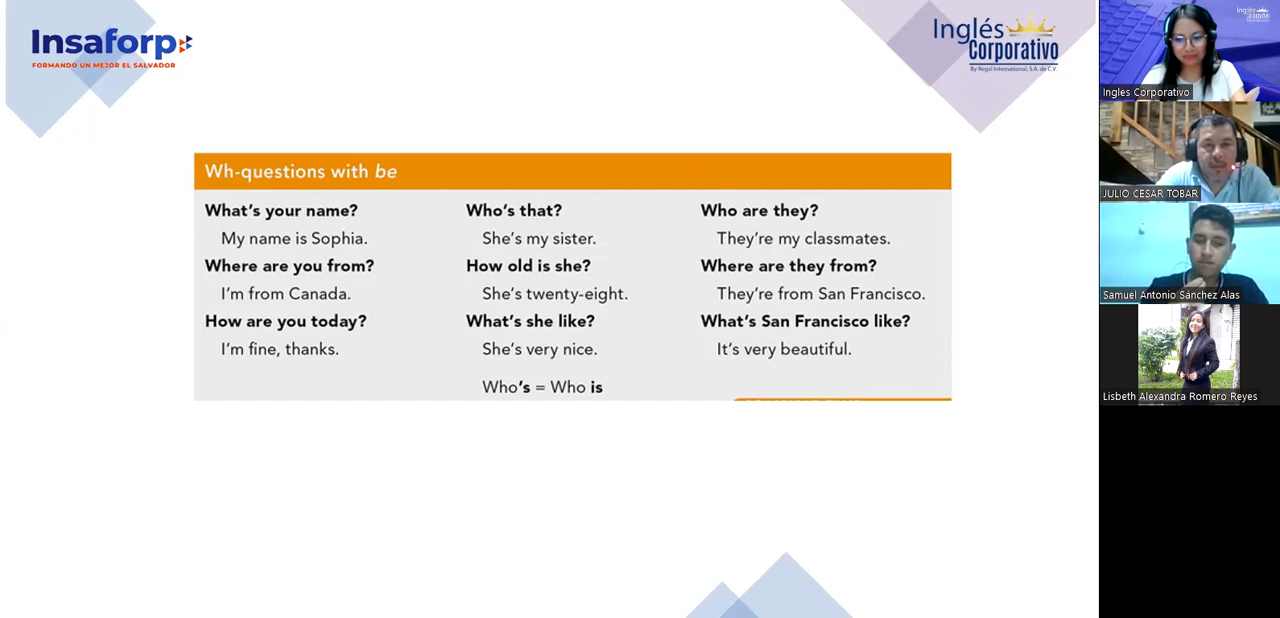 Insaforp
FORMANDO UN MEJOR EL SALVADOR
Inglés
Corporativo
By Regal International, S.A. de C.V.
Wh-questions with be
What's your name?
My name is Sophia.
Where are you from?
I'm from Canada.
How are you today?
I'm fine, thanks.
Who's that?
She's my sister.
How old is she?
She's twenty-eight.
What's she like?
She's very nice.
Who's = Who is
Who are they?
They're my classmates.
Where are they from?
They're from San Francisco.
What's San Francisco like?
It's very beautiful.
Inglés
Ingles Corporativo
JULIO CESAR TOBAR
Samuel Antonio Sánchez Alas
Lisbeth Alexandra Romero Reyes